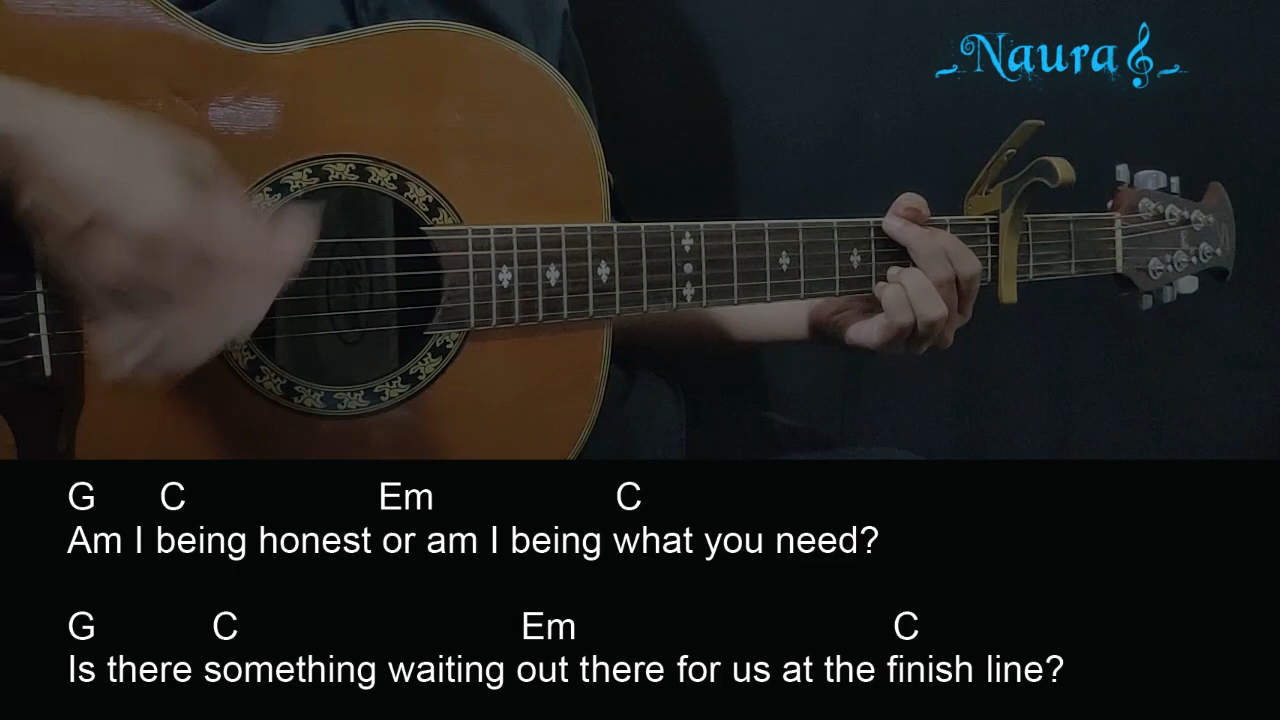 Naura
G C Em C
Am I being honest or am I being what you need?
G C Em C
Is there something waiting out there for us at the finish line?